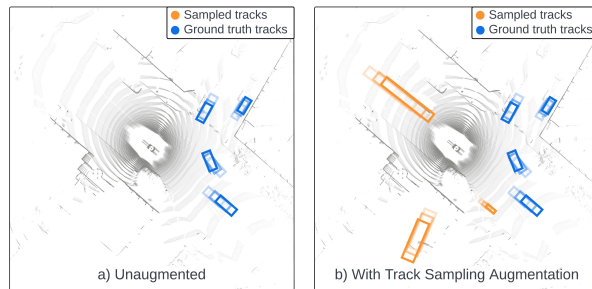 Sampled tracks
Ground truth tracks
a) Unaugmented
Sampled tracks
Ground truth tracks
b) With Track Sampling Augmentation